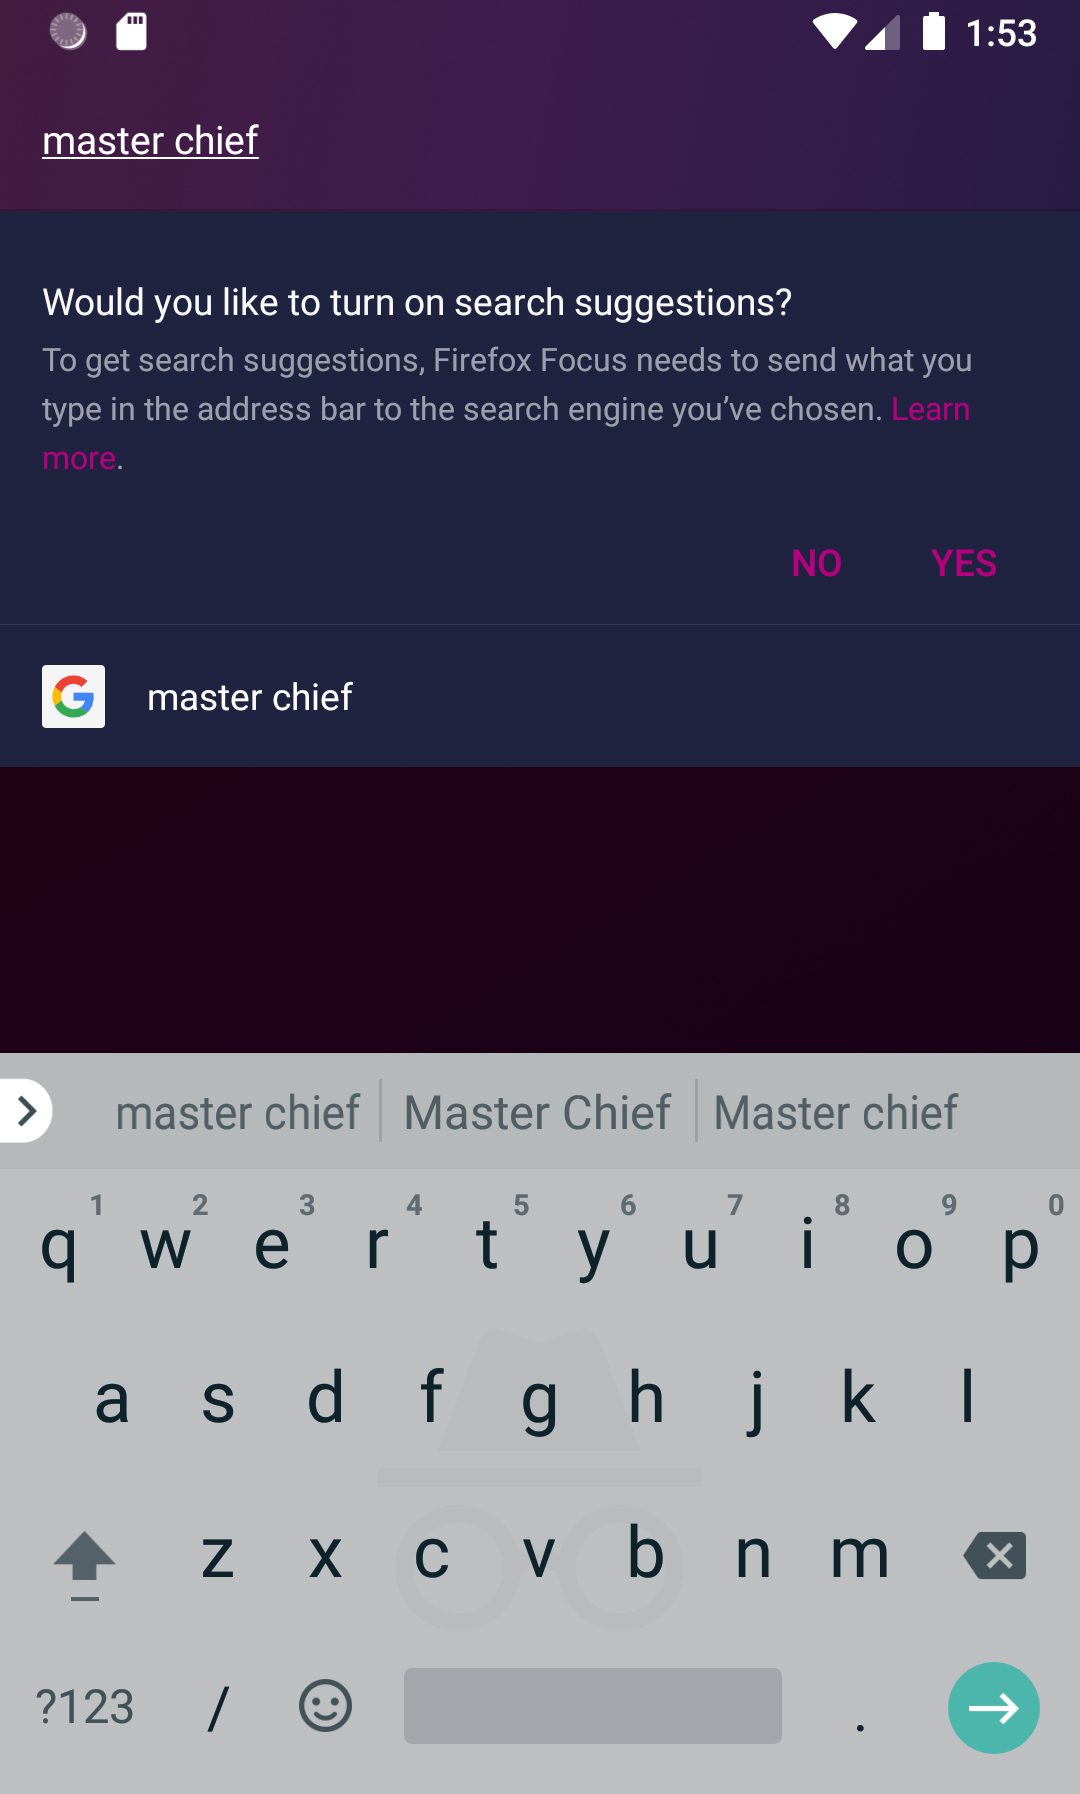 1:53
master chief
Would you like to turn on search suggestions?
To get search suggestions, Firefox Focus needs to send what you
type in the address bar to the search engine you’ve chosen. Learn
more.
NO YES
master chief
master chief Master Chief Master chief
1 2 3 4 5 6 7 8 9 0
q w e r t y u i o p
a s d f g h j k l
z x c v b n m
?123 / .